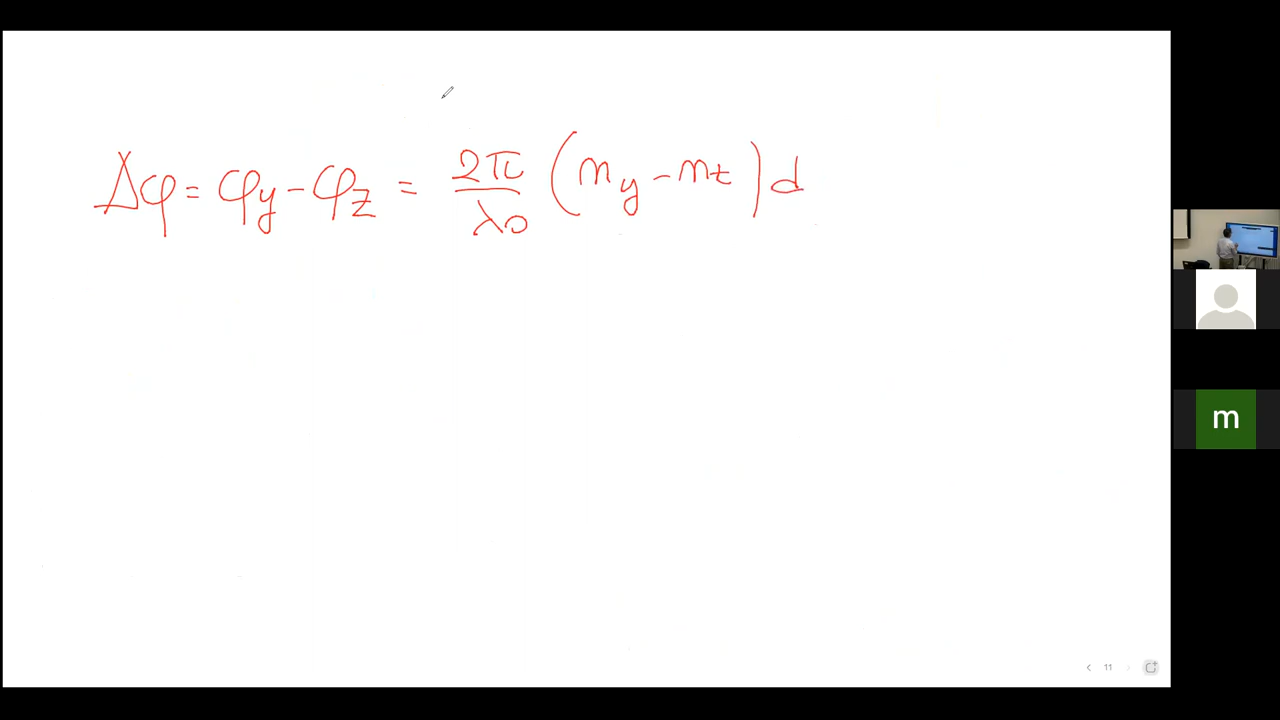 Δφ = φy - φz = 2π/λ0 (ny - nz) d
m
11